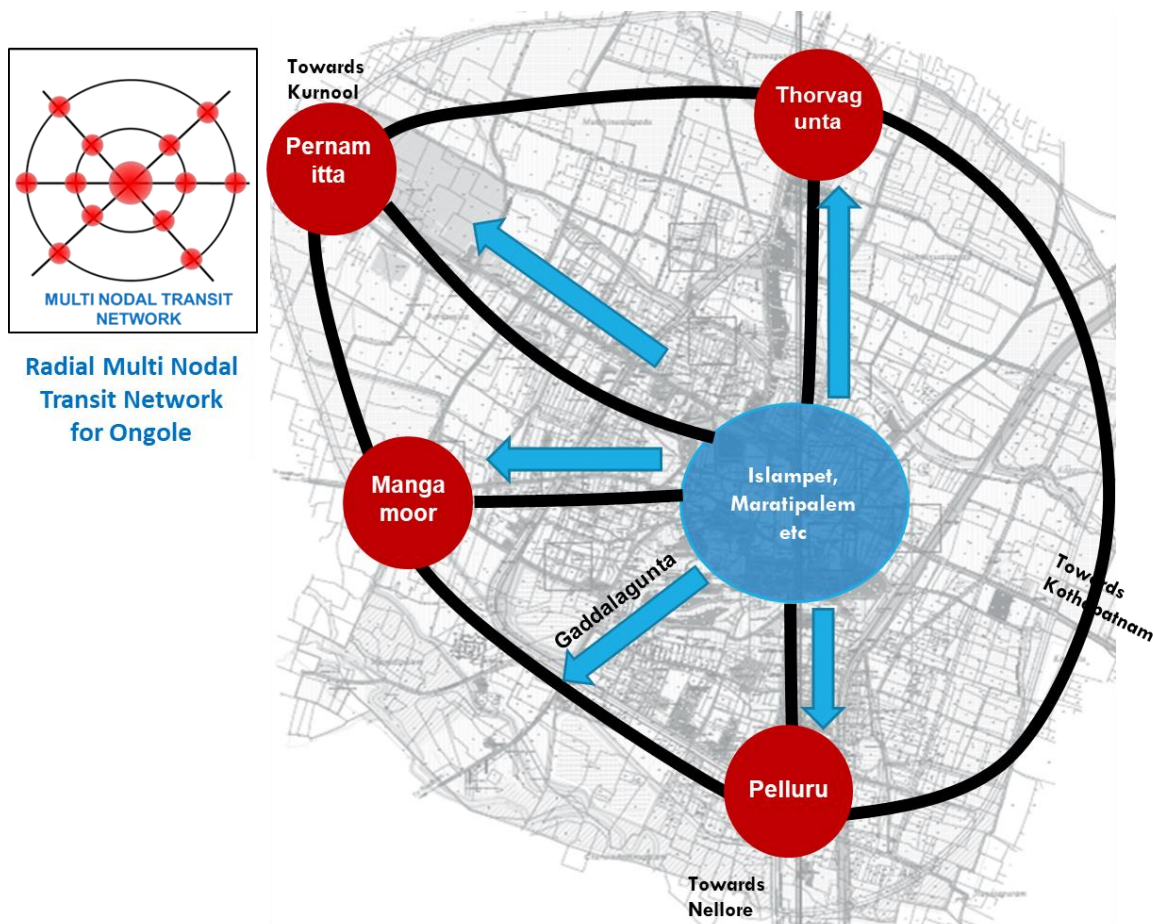 MULTI NODAL TRANSIT
NETWORK
Radial Multi Nodal
Transit Network
for Ongole
Towards
Kurnool
Pernam
itta
Thorvag
unta
Manga
moor
Islampet,
Maratipalem
etc
Gaddalagunta
Towards
Kothapatnam
Pelluru
Towards
Nellore